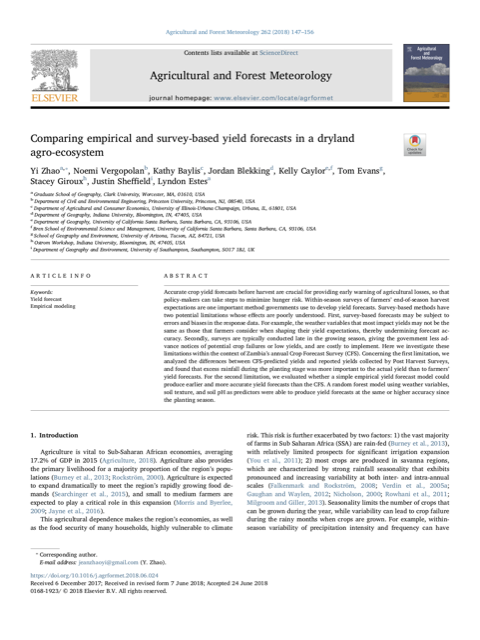 Agricultural and Forest Meteorology 262 (2018) 147–156
Contents lists available at ScienceDirect
Agricultural and Forest Meteorology
journal homepage: www.elsevier.com/locate/agrformet
ELSEVIER
Agricultural
and
Forest Meteorology
Comparing empirical and survey-based yield forecasts in a dryland
agro-ecosystem
Yi Zhao, Noemi Vergopolan, Kathy Baylis, Jordan Blekking, Kelly Caylor, Tom Evans,
Stacey Giroux, Justin Sheffield, Lyndon Estes
a Graduate School of Geography, Clark University, Worcester, MA, 01610, USA
b Department of Civil and Environmental Engineering, Princeton University, Princeton, NJ, 08540, USA
c Department of Agricultural and Consumer Economics, University of Illinois-Urbana Champaign, Urbana, IL, 61801, USA
d Department of Geography, Indiana University, Bloomington, IN, 47405, USA
e Department of Geography, University of California Santa Barbara, Santa Barbara, CA, 93106, USA
f Bren School of Environmental Science and Management, University of California Santa Barbara, Santa Barbara, CA, 93106, USA
g School of Geography and Environment, University of Arizona, Tucson, AZ, 84721, USA
h Ostrom Workshop, Indiana University, Bloomington, IN, 47405, USA
i Department of Geography and Environment, University of Southampton, Southampton, SO17 1BJ, UK
ARTICLE INFO
Keywords:
Yield forecast
Empirical modeling
ABSTRACT
Accurate crop yield forecasts before harvest are crucial for providing early warning of agricultural losses, so that
policy-makers can take steps to minimize hunger risk. Within-season surveys of farmers' end-of-season harvest
expectations are one important method governments use to develop yield forecasts. Survey-based methods have
two potential limitations whose effects are poorly understood. First, survey-based forecasts may be subject to
errors and biases in the response data. For example, the weather variables that most impact yields may not be the
same as those that farmers consider when shaping their yield expectations, thereby undermining forecast ac-
curacy. Secondly, surveys are typically conducted late in the growing season, giving the government less ad-
vance notices of potential crop failures or low yields, and are costly to implement. Here we investigate these
limitations within the context of Zambia's annual Crop Forecast Survey (CFS). Concerning the first limitation, we
analyzed the differences between CFS-predicted yields and reported yields collected by Post Harvest Surveys,
and found that excess rainfall during the planting stage was more important to the actual yield than to farmers'
yield forecasts. For the second limitation, we evaluated whether a simple empirical yield forecast model could
produce earlier and more accurate yield forecasts than the CFS. A random forest model using weather variables,
soil texture, and soil pH as predictors were able to produce yield forecasts at the same or higher accuracy since
the planting season.
1. Introduction
Agriculture is vital to Sub-Saharan African economies, averaging
17.2% of GDP in 2015 (Agriculture, 2018). Agriculture also provides
the primary livelihood for a majority proportion of the region's popu-
lations (Burney et al., 2013; Rockström, 2000). Agriculture is expected
to expand dramatically to meet the region's rapidly growing food de-
mands (Searchinger et al., 2015), and small to medium farmers are
expected to play a critical role in this expansion (Morris and Byerlee,
2009; Jayne et al., 2016).
This agricultural dependence makes the region's economies, as well
as the food security of many households, highly vulnerable to climate
risk. This risk is further exacerbated by two factors: 1) the vast majority
of farms in Sub Saharan Africa (SSA) are rain-fed (Burney et al., 2013),
with relatively limited prospects for significant irrigation expansion
(You et al., 2011); 2) most crops are produced in savanna regions,
which are characterized by strong rainfall seasonality that exhibits
pronounced and increasing variability at both inter- and intra-annual
scales (Falkenmark and Rockström, 2008; Verdin et al., 2005a;
Gaughan and Waylen, 2012; Nicholson, 2000; Rowhani et al., 2011;
Milgroom and Giller, 2013). Seasonality limits the number of crops that
can be grown during the year, while variability can lead to crop failure
during the rainy months when crops are grown. For example, within-
season variability of precipitation intensity and frequency can have
* Corresponding author.
E-mail address: jenniferzhaoyi@gmail.com (Y. Zhao).
https://doi.org/10.1016/j.agrformet.2018.06.024
Received 6 December 2017; Received in revised form 7 June 2018; Accepted 24 June 2018
0168-1923/ © 2018 Elsevier B.V. All rights reserved.